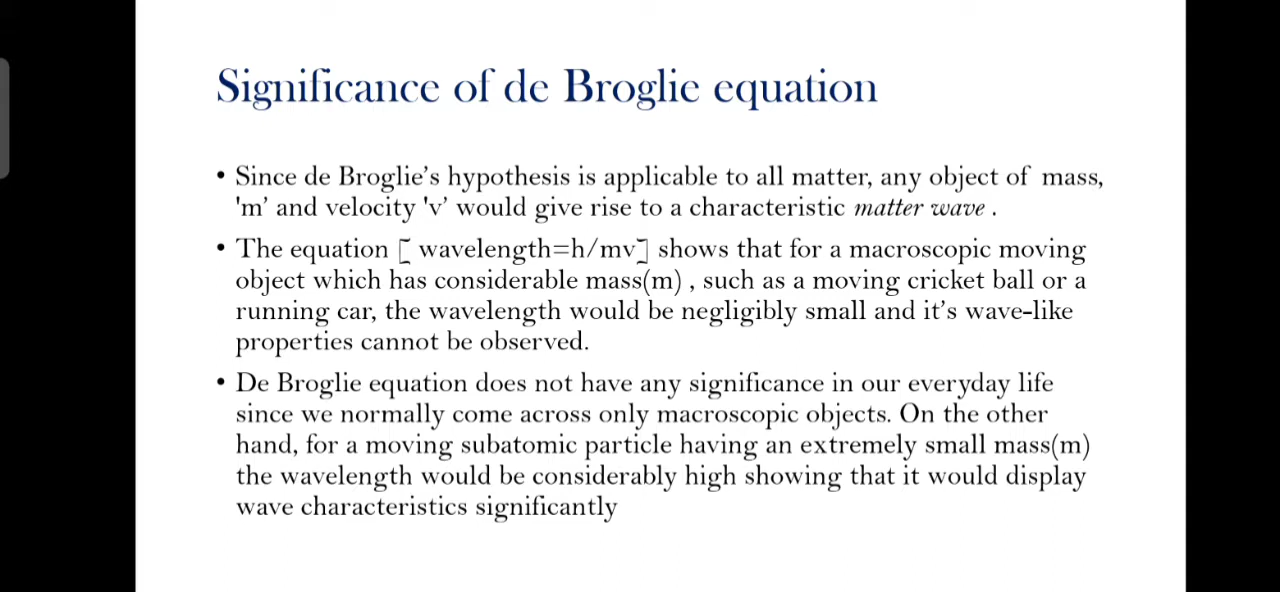 Significance of de Broglie equation
• Since de Broglie’s hypothesis is applicable to all matter, any object of mass,
'm’ and velocity 'v’ would give rise to a characteristic matter wave .
• The equation [ wavelength=h/mv] shows that for a macroscopic moving
object which has considerable mass(m) , such as a moving cricket ball or a
running car, the wavelength would be negligibly small and it’s wave-like
properties cannot be observed.
• De Broglie equation does not have any significance in our everyday life
since we normally come across only macroscopic objects. On the other
hand, for a moving subatomic particle having an extremely small mass(m)
the wavelength would be considerably high showing that it would display
wave characteristics significantly